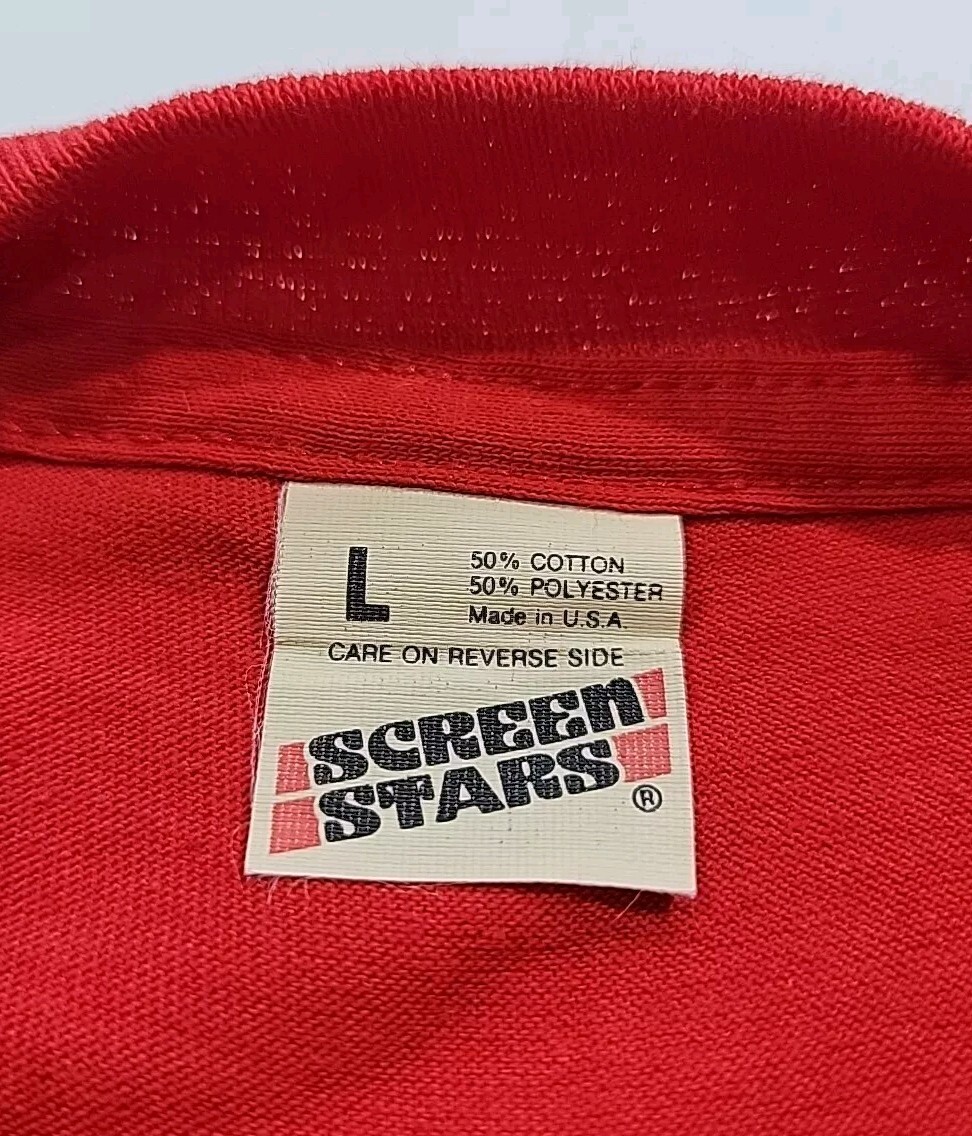 L
50% COTTON
50% POLYESTER
Made in U.S.A.
CARE ON REVERSE SIDE
SCREEN
STARS
®